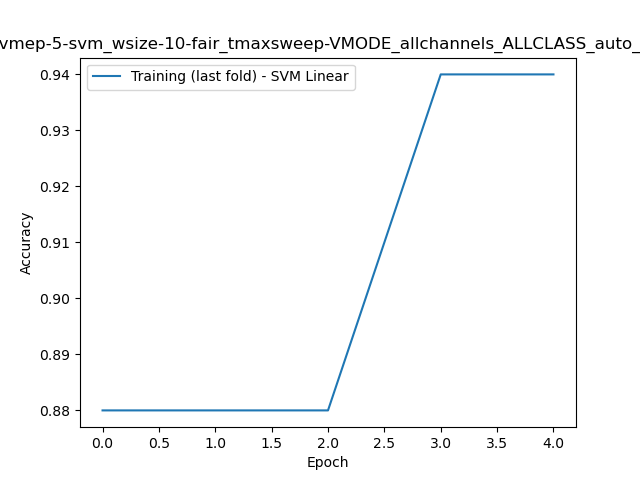 vmep-5-svm_wsize-10-fair_tmaxsweep-VMODE_allchannels_ALLCLASS_auto_
Training (last fold) - SVM Linear
0.94
0.93
0.92
0.91
0.90
0.89
0.88
Accuracy
0.0 0.5 1.0 1.5 2.0 2.5 3.0 3.5 4.0
Epoch